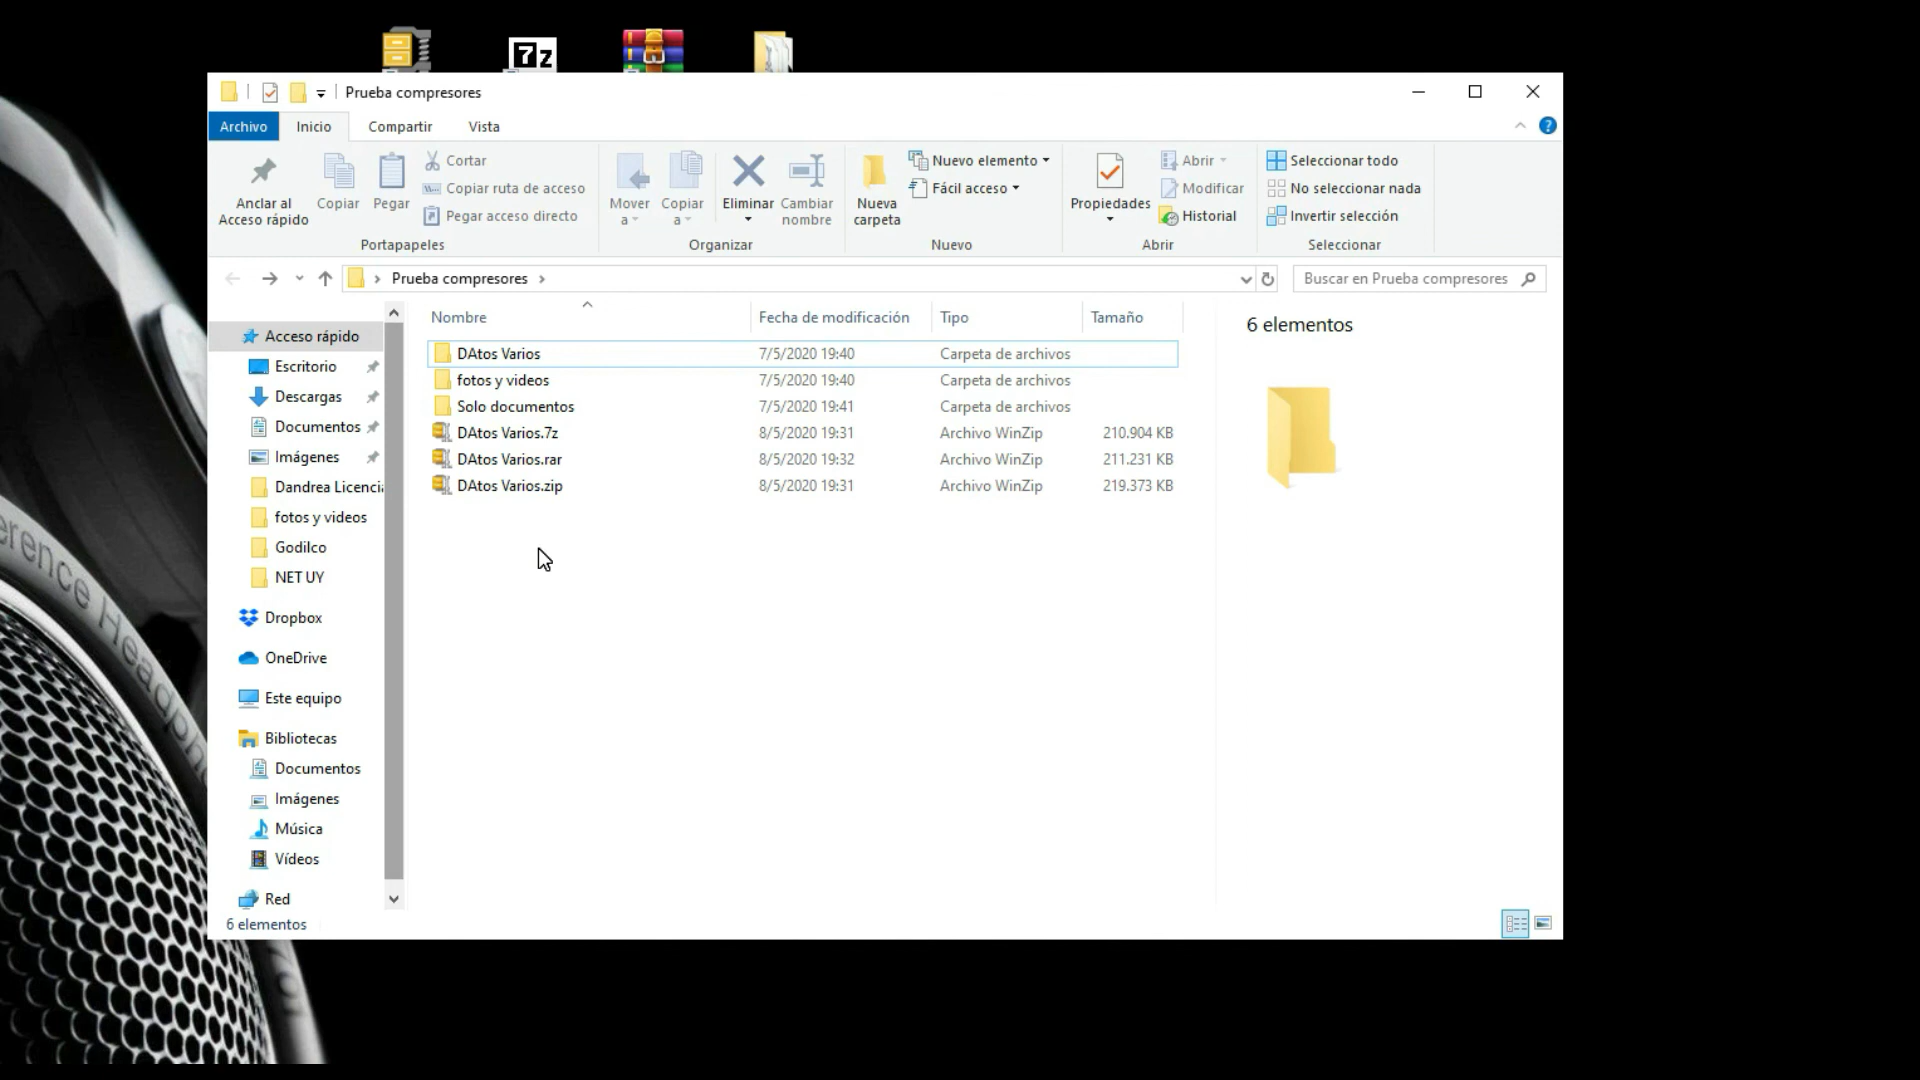 7z
Prueba compresores
Archivo Inicio Compartir Vista
Anclar al Acceso rápido
Copiar
Pegar
Cortar
Copiar ruta de acceso
Pegar acceso directo
Portapapeles
Mover a
Copiar a
Eliminar
Cambiar nombre
Organizar
Nueva carpeta
Nuevo elemento
Fácil acceso
Nuevo
Propiedades
Abrir
Modificar
Historial
Abrir
Seleccionar todo
No seleccionar nada
Invertir selección
Seleccionar
Prueba compresores
Buscar en Prueba compresores
Acceso rápido
Escritorio
Descargas
Documentos
Imágenes
Dandrea Licencia
fotos y videos
Godilco
NET UY
Dropbox
OneDrive
Este equipo
Bibliotecas
Documentos
Imágenes
Música
Vídeos
Red
Nombre Fecha de modificación Tipo Tamaño
DAtos Varios 7/5/2020 19:40 Carpeta de archivos
fotos y videos 7/5/2020 19:40 Carpeta de archivos
Solo documentos 7/5/2020 19:41 Carpeta de archivos
DAtos Varios.7z 8/5/2020 19:31 Archivo WinZip 210.904 KB
DAtos Varios.rar 8/5/2020 19:32 Archivo WinZip 211.231 KB
DAtos Varios.zip 8/5/2020 19:31 Archivo WinZip 219.373 KB
6 elementos
6 elementos